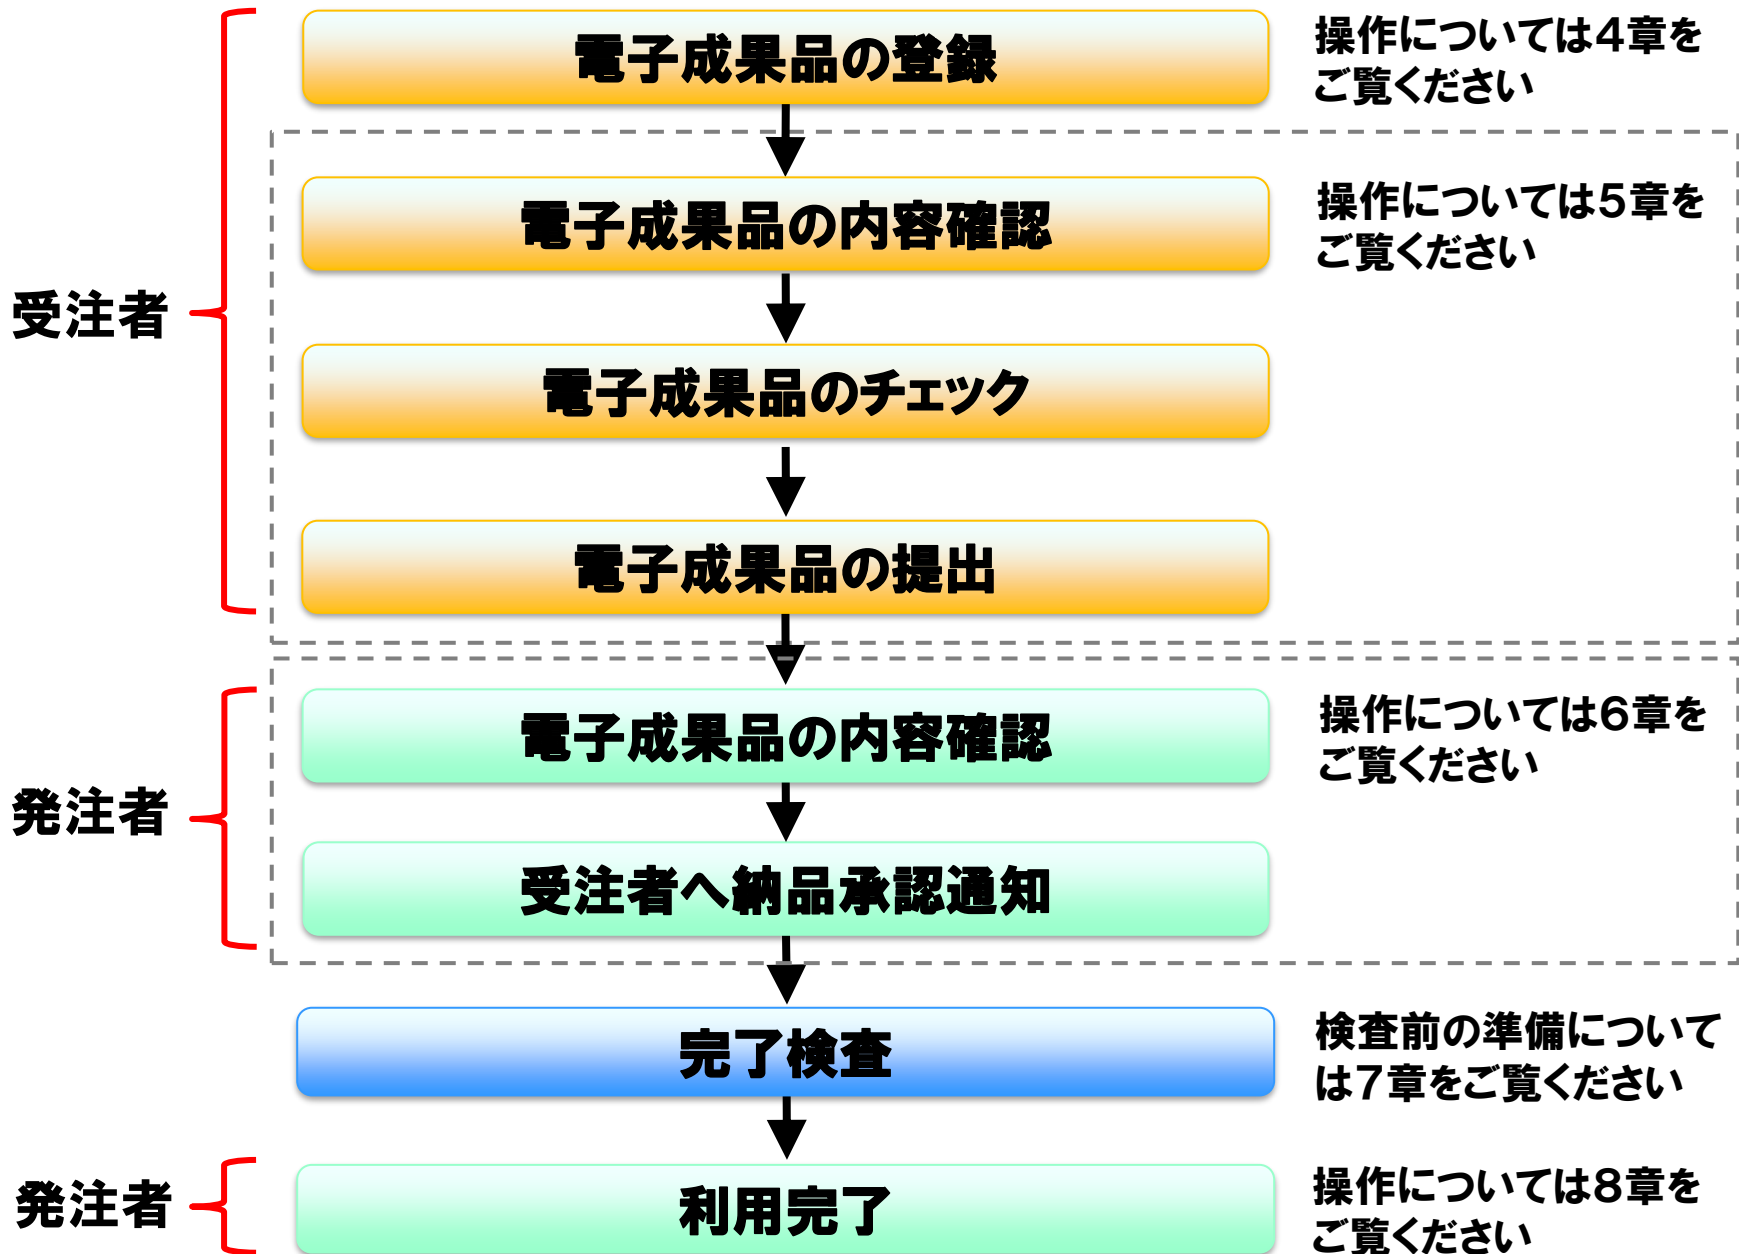 電子成果品の登録
操作については4章を
ご覧ください
電子成果品の内容確認
操作については5章を
ご覧ください
受注者
電子成果品のチェック
電子成果品の提出
電子成果品の内容確認
操作については6章を
ご覧ください
発注者
受注者へ納品承認通知
完了検査
検査前の準備について
は7章をご覧ください
発注者
利用完了
操作については8章を
ご覧ください